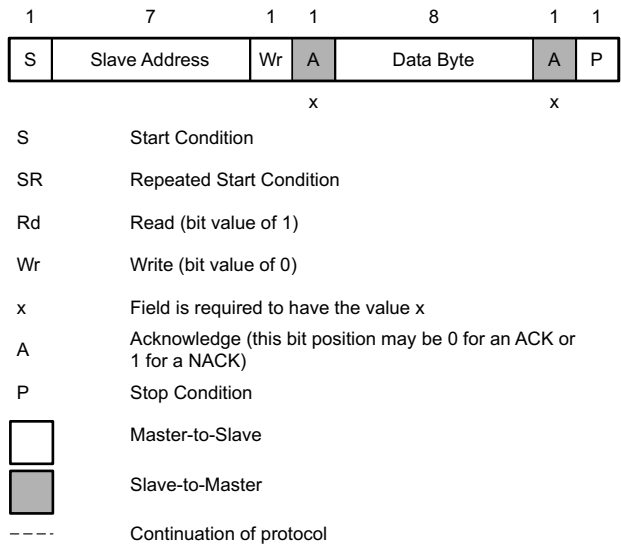 1 7 1 1 8 1 1
S Slave Address Wr A Data Byte A P
x x
S Start Condition
SR Repeated Start Condition
Rd Read (bit value of 1)
Wr Write (bit value of 0)
x Field is required to have the value x
A Acknowledge (this bit position may be 0 for an ACK or
1 for a NACK)
P Stop Condition
Master-to-Slave
Slave-to-Master
Continuation of protocol